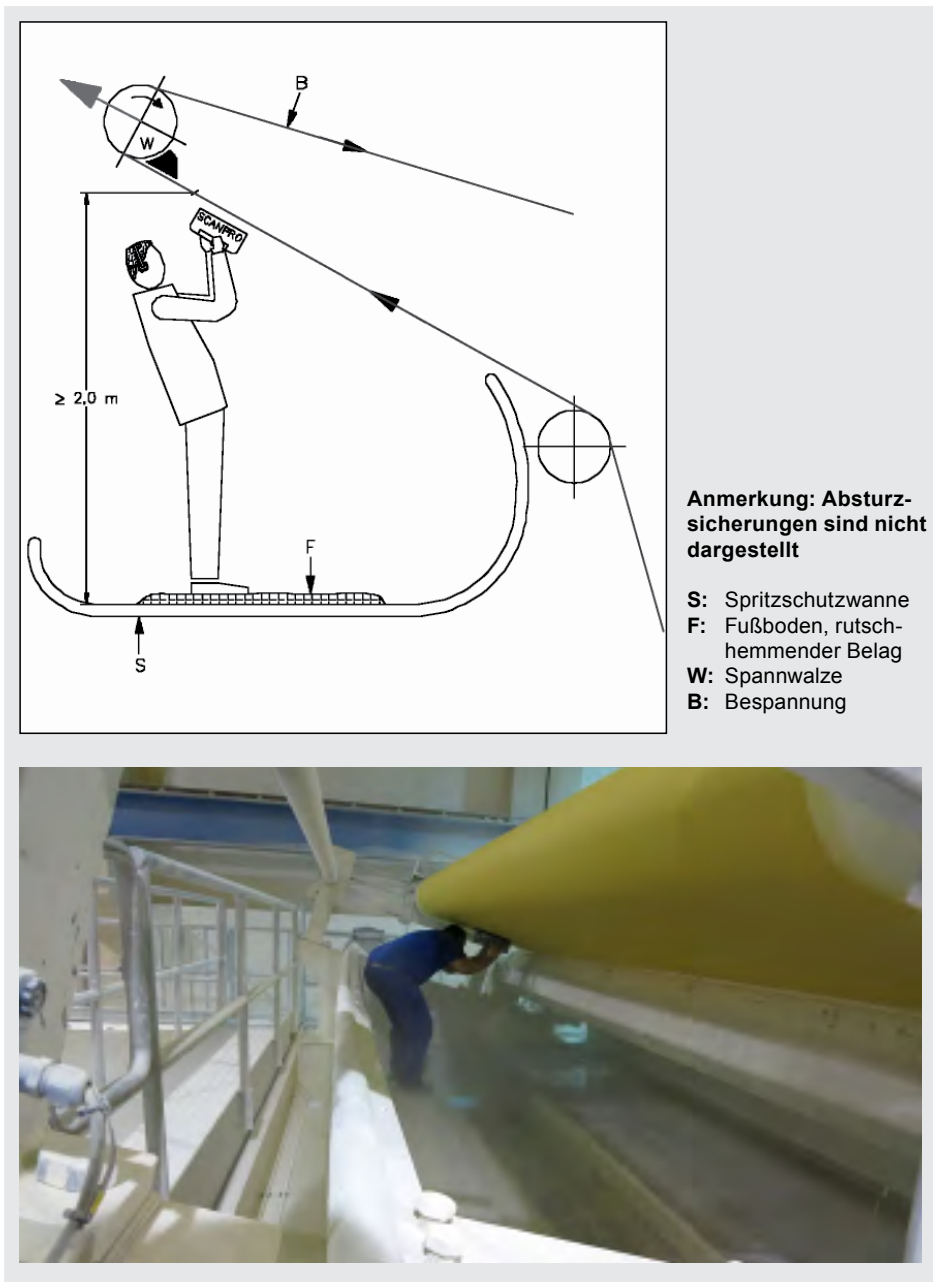 B
W
SCANPRO
≥ 2,0 m
F
S
Anmerkung: Absturz-
sicherungen sind nicht
dargestellt
S: Spritzschutzwanne
F: Fußboden, rutsch-
hemmender Belag
W: Spannwalze
B: Bespannung